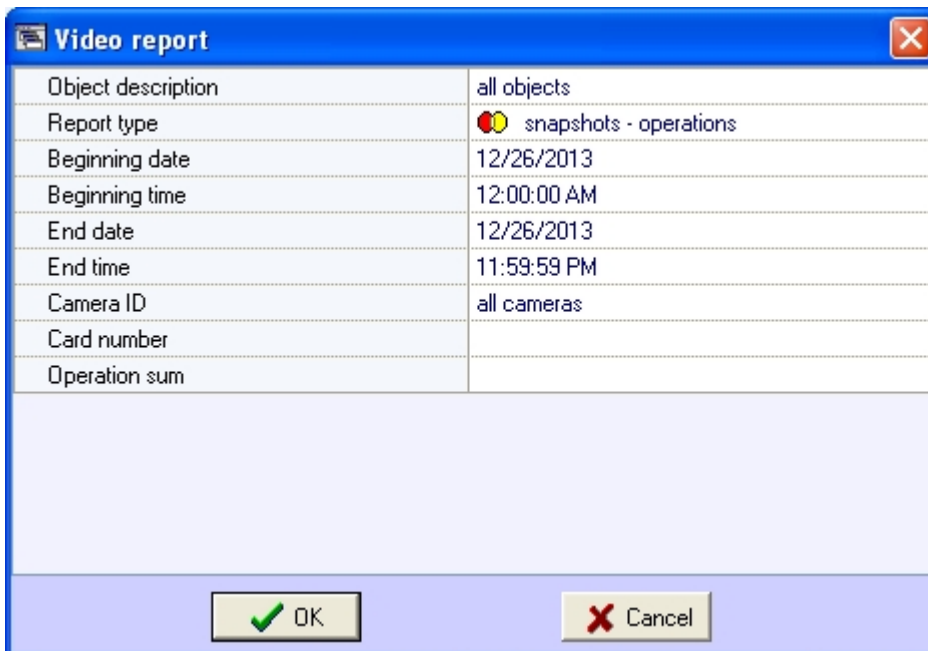 Video report
Object description all objects
Report type snapshots - operations
Beginning date 12/26/2013
Beginning time 12:00:00 AM
End date 12/26/2013
End time 11:59:59 PM
Camera ID all cameras
Card number
Operation sum
OK Cancel